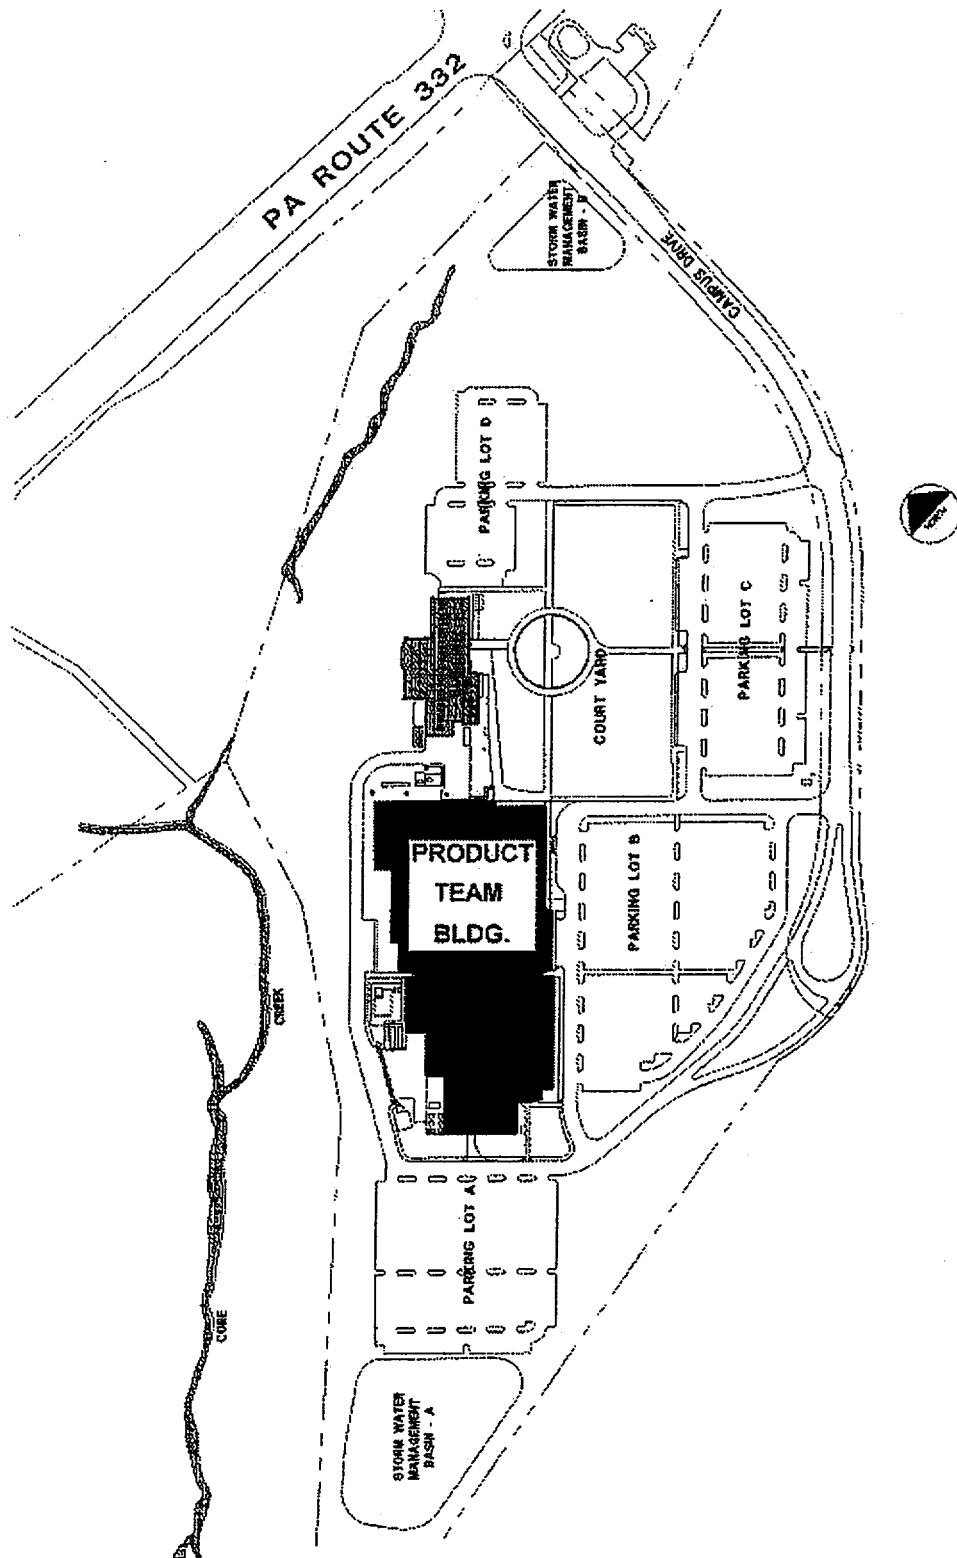 PA ROUTE 332
STORM WATER
MANAGEMENT
BASIN - B
CAMPUS DRIVE
PARKING LOT D
PARKING LOT C
COURT YARD
PRODUCT
TEAM
BLDG.
PARKING LOT B
CREEK
PARKING LOT A
CORE
STORM WATER
MANAGEMENT
BASIN - A